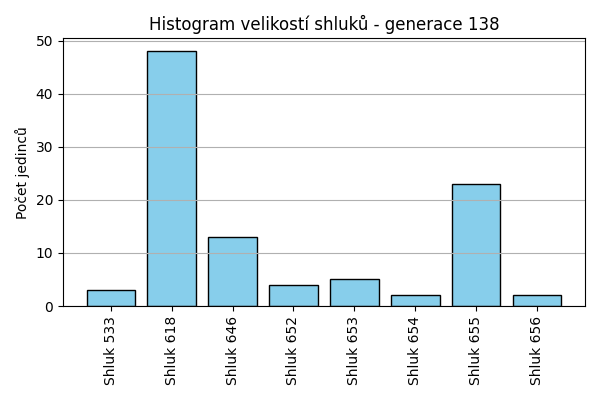 Histogram velikostí shluků - generace 138
Počet jedinců
50
40
30
20
10
0
Shluk 533
Shluk 618
Shluk 646
Shluk 652
Shluk 653
Shluk 654
Shluk 655
Shluk 656